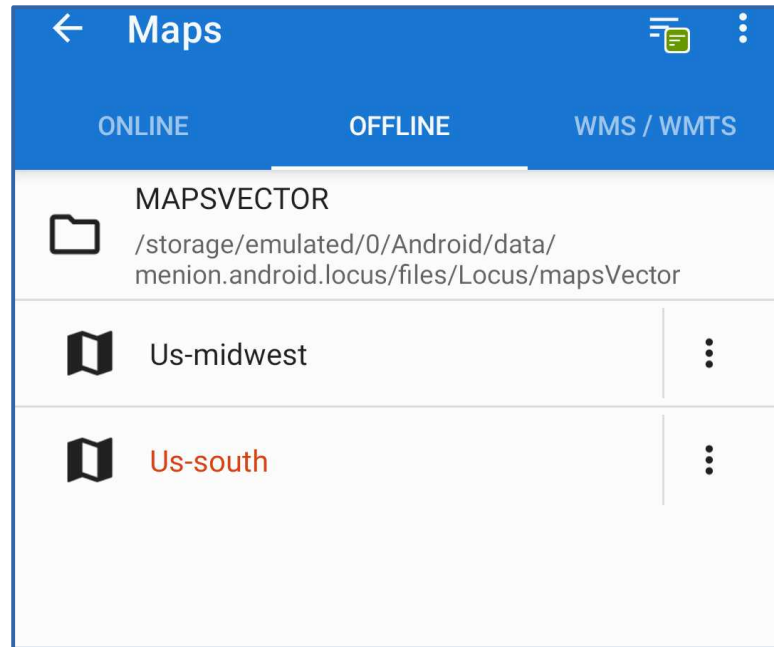 Maps
ONLINE OFFLINE WMS / WMTS
MAPSVECTOR
/storage/emulated/0/Android/data/
menion.android.locus/files/Locus/mapsVector
Us-midwest
Us-south